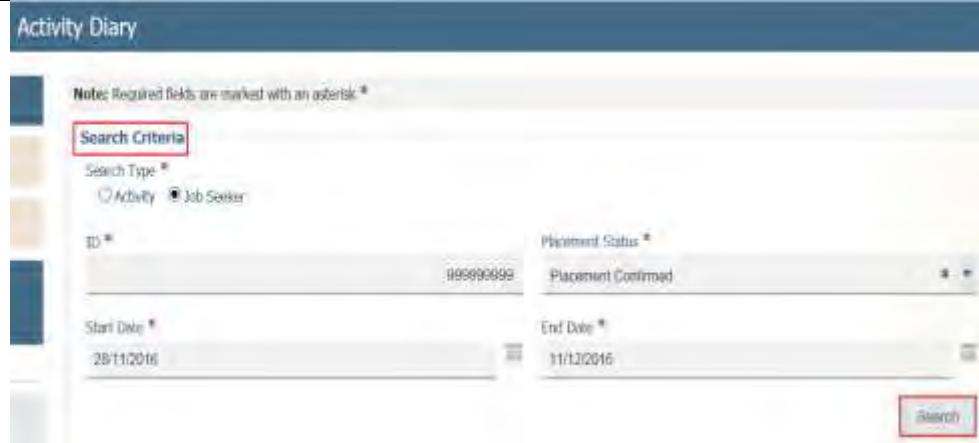 Activity Diary
Note: Required fields are marked with an asterisk *
Search Criteria
Search Type *
Activity Job Seeker
ID * Placement Status *
999999999 Placement Confirmed
Start Date * End Date *
28/11/2016 11/12/2016
Search